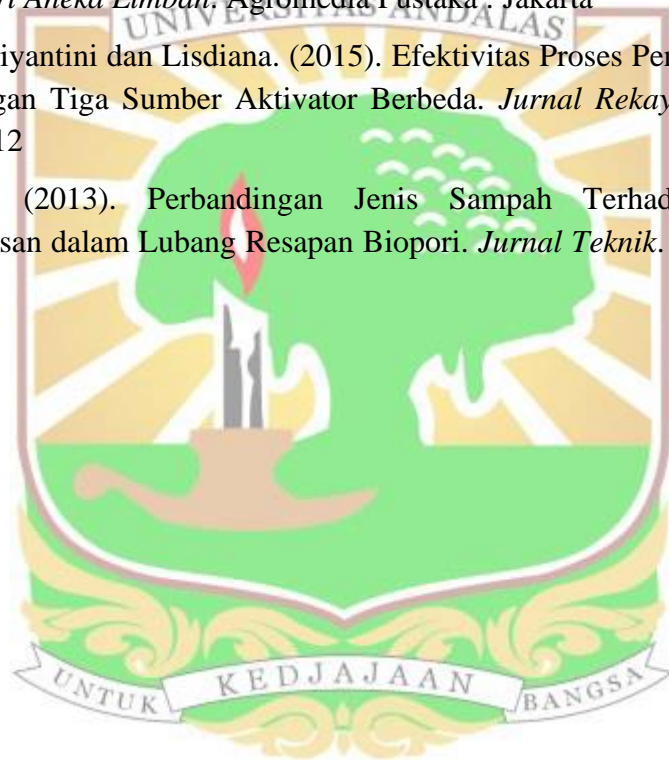 Aneka Limbah. Agromedia Pustaka : Jakarta
UNIVERSITAS ANDALAS
iyantini dan Lisdiana. (2015). Efektivitas Proses Per
gan Tiga Sumber Aktivator Berbeda. Jurnal Rekay
12
(2013). Perbandingan Jenis Sampah Terhad
san dalam Lubang Resapan Biopori. Jurnal Teknik.
UNTUK KEDJAJAAN BANGSA